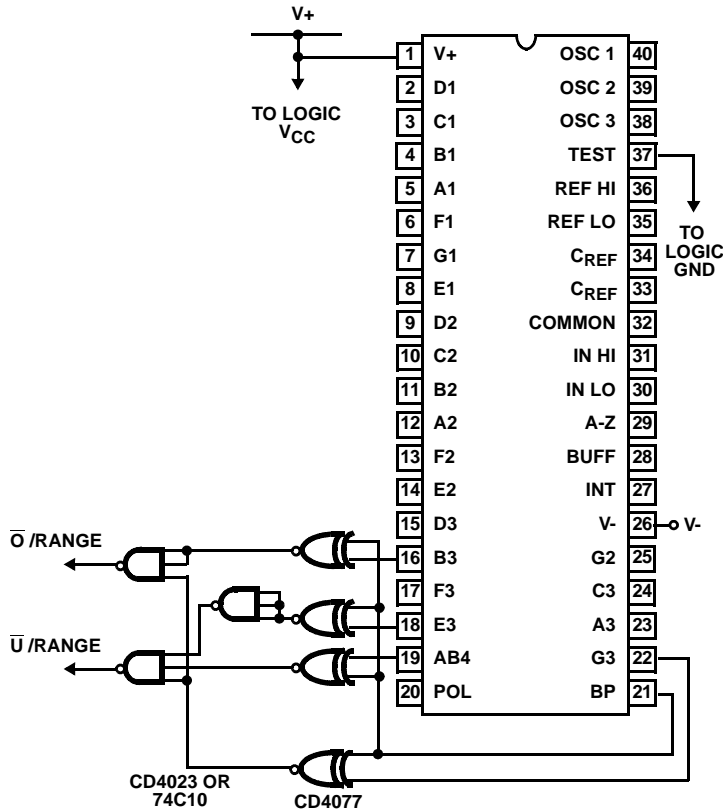 V+
TO LOGIC
VCC
1 V+ OSC 1 40
2 D1 OSC 2 39
3 C1 OSC 3 38
4 B1 TEST 37
5 A1 REF HI 36
6 F1 REF LO 35
7 G1 CREF 34
8 E1 CREF 33
9 D2 COMMON 32
10 C2 IN HI 31
11 B2 IN LO 30
12 A2 A-Z 29
13 F2 BUFF 28
14 E2 INT 27
15 D3 V- 26 V-
16 B3 G2 25
17 F3 C3 24
18 E3 A3 23
19 AB4 G3 22
20 POL BP 21
TO
LOGIC
GND
O̅ /RANGE
U̅ /RANGE
CD4023 OR
74C10
CD4077